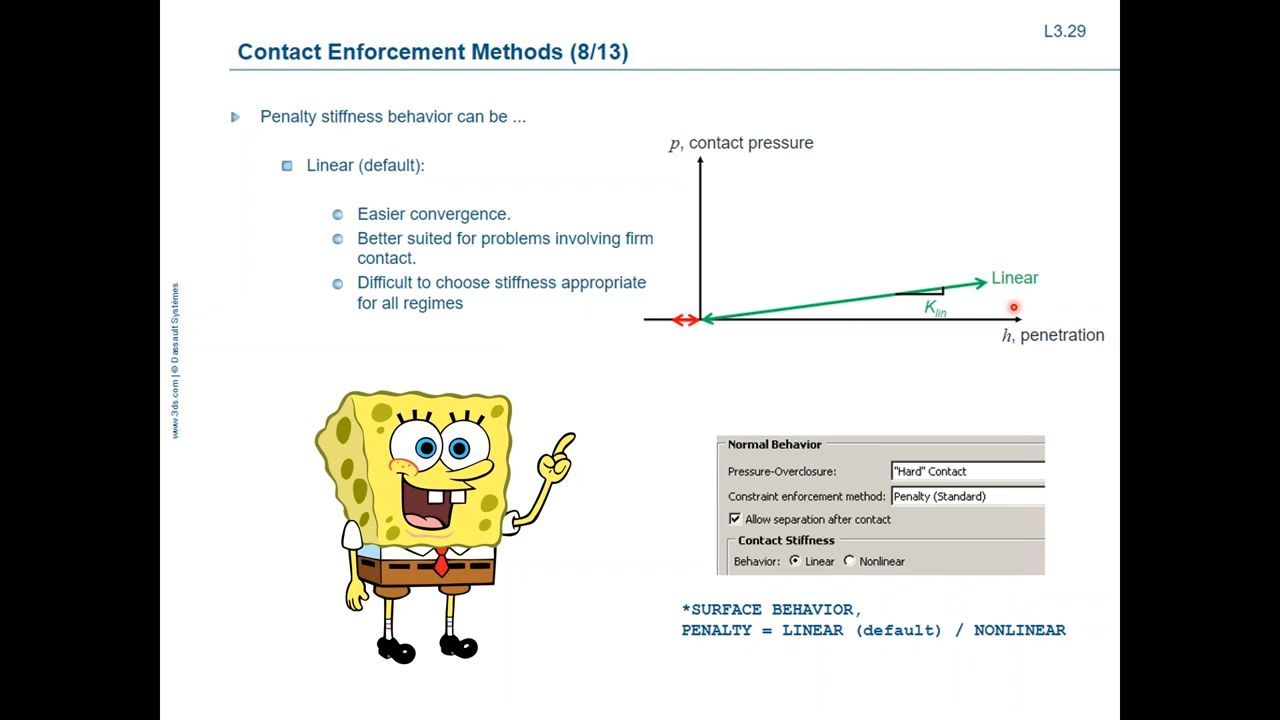 L3.29
Contact Enforcement Methods (8/13)
Penalty stiffness behavior can be ...
Linear (default):
Easier convergence.
Better suited for problems involving firm
contact.
Difficult to choose stiffness appropriate
for all regimes
p, contact pressure
Linear
Klin
h, penetration
www.3ds.com | © Dassault Systèmes
Normal Behavior
Pressure-Overclosure: "Hard" Contact
Constraint enforcement method: Penalty (Standard)
Allow separation after contact
Contact Stiffness
Behavior: Linear Nonlinear
*SURFACE BEHAVIOR,
PENALTY = LINEAR (default) / NONLINEAR